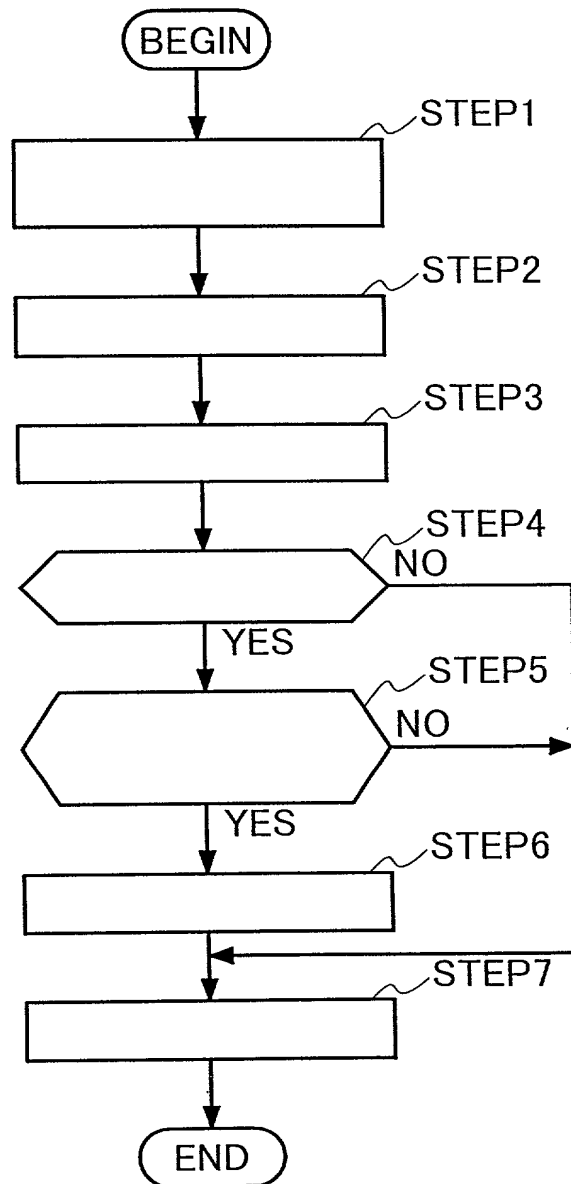 BEGIN
STEP1
STEP2
STEP3
STEP4
NO
YES
STEP5
NO
YES
STEP6
STEP7
END